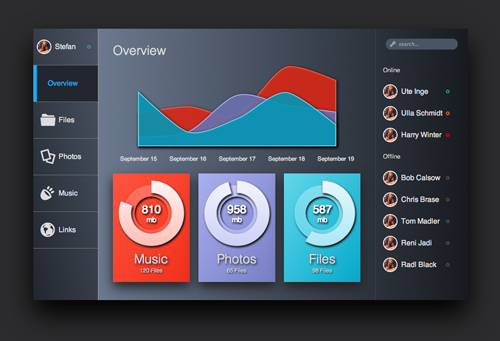 Stefan
Overview
Files
Photos
Music
Links
Overview
September 15 September 16 September 17 September 18 September 19
810
mb
Music
120 Files
958
mb
Photos
65 Files
587
mb
Files
98 Files
search...
Online
Ute Inge
Ulla Schmidt
Harry Winter
Offline
Bob Calsow
Chris Brase
Tom Madler
Reni Jadi
Radl Black